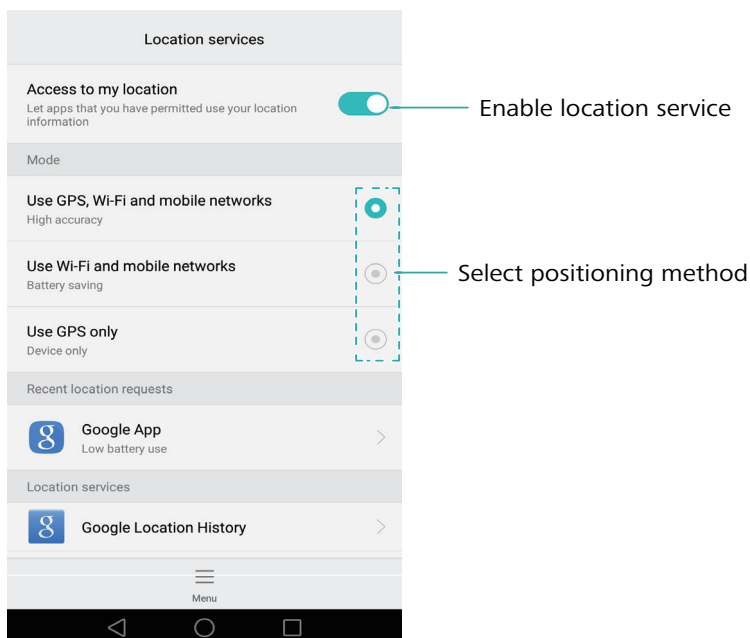 Location services
Access to my location
Let apps that you have permitted use your location
information
Enable location service
Mode
Use GPS, Wi-Fi and mobile networks
High accuracy
Use Wi-Fi and mobile networks
Battery saving
Select positioning method
Use GPS only
Device only
Recent location requests
g
Google App
Low battery use
Location services
g
Google Location History
Menu